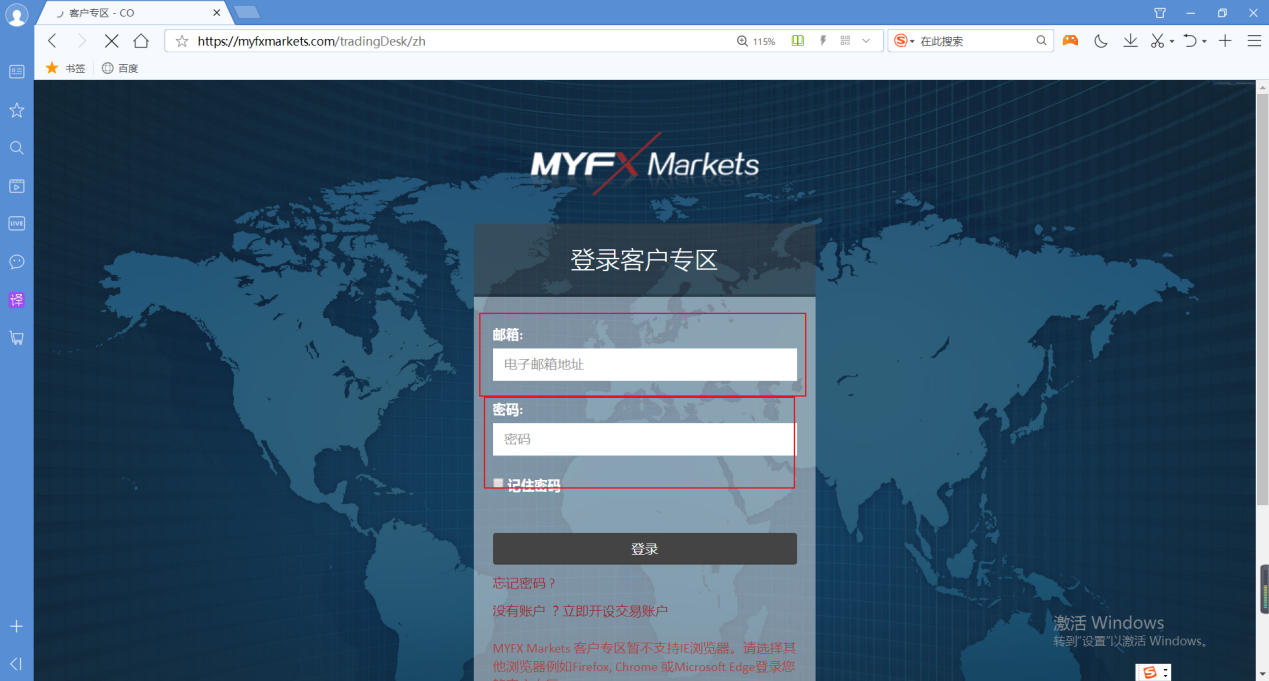 客户专区 - CO
https://myfxmarkets.com/tradingDesk/zh
115%
在此搜索
书签
百度
LIVE
译
MYFX Markets
登录客户专区
邮箱:
电子邮箱地址
密码:
密码
记住密码
登录
忘记密码？
没有账户 ？立即开设交易账户
MYFX Markets 客户专区暂不支持IE浏览器。请选择其
他浏览器例如Firefox, Chrome 或Microsoft Edge登录您
激活 Windows
转到"设置"以激活 Windows。